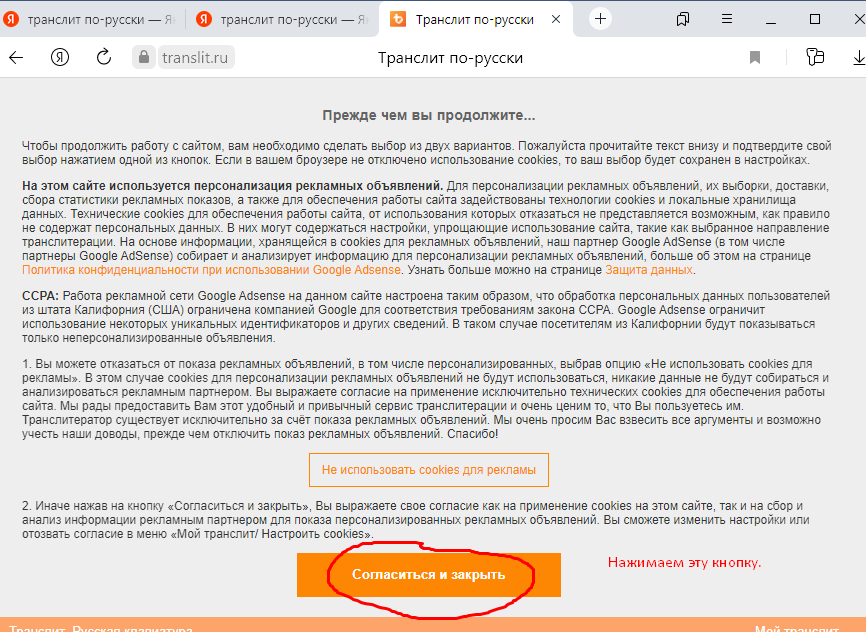 транслит по-русски — Я
транслит по-русски — Я
Транслит по-русски
translit.ru
Транслит по-русски
Прежде чем вы продолжите...
Чтобы продолжить работу с сайтом, вам необходимо сделать выбор из двух вариантов. Пожалуйста прочитайте текст внизу и подтвердите свой
выбор нажатием одной из кнопок. Если в вашем броузере не отключено использование cookies, то ваш выбор будет сохранен в настройках.
На этом сайте используется персонализация рекламных объявлений. Для персонализации рекламных объявлений, их выборки, доставки,
сбора статистики рекламных показов, а также для обеспечения работы сайта задействованы технологии cookies и локальные хранилища
данных. Технические cookies для обеспечения работы сайта, от использования которых отказаться не представляется возможным, как правило
не содержат персональных данных. В них могут содержаться настройки, упрощающие использование сайта, такие как выбранное направление
транслитерации. На основе информации, хранящейся в cookies для рекламных объявлений, наш партнер Google AdSense (в том числе
партнеры Google AdSense) собирает и анализирует информацию для персонализации рекламных объявлений, больше об этом на странице
Политика конфиденциальности при использовании Google Adsense. Узнать больше можно на странице Защита данных.
CCPA: Работа рекламной сети Google Adsense на данном сайте настроена таким образом, что обработка персональных данных пользователей
из штата Калифорния (США) ограничена компанией Google для соответствия требованиям закона CCPA. Google Adsense ограничит
использование некоторых уникальных идентификаторов и других сведений. В таком случае посетителям из Калифорнии будут показываться
только неперсонализированные объявления.
1. Вы можете отказаться от показа рекламных объявлений, в том числе персонализированных, выбрав опцию «Не использовать cookies для
рекламы». В этом случае cookies для персонализации рекламных объявлений не будут использоваться, никакие данные не будут собираться и
анализироваться рекламным партнером. Вы выражаете согласие на применение исключительно технических cookies для обеспечения работы
сайта. Мы рады предоставить Вам этот удобный и привычный сервис транслитерации и очень ценим то, что Вы пользуетесь им.
Транслитератор существует исключительно за счёт показа рекламных объявлений. Мы очень просим Вас взвесить все аргументы и возможно
учесть наши доводы, прежде чем отключить показ рекламных объявлений. Спасибо!
Не использовать cookies для рекламы
2. Иначе нажав на кнопку «Согласиться и закрыть», Вы выражаете свое согласие как на применение cookies на этом сайте, так и на сбор и
анализ информации рекламным партнером для показа персонализированных рекламных объявлений. Вы сможете изменить настройки или
отозвать согласие в меню «Мой транслит/ Настроить cookies».
Согласиться и закрыть
Нажимаем эту кнопку.
Транслит. Русская клавиатура
Мой транслит